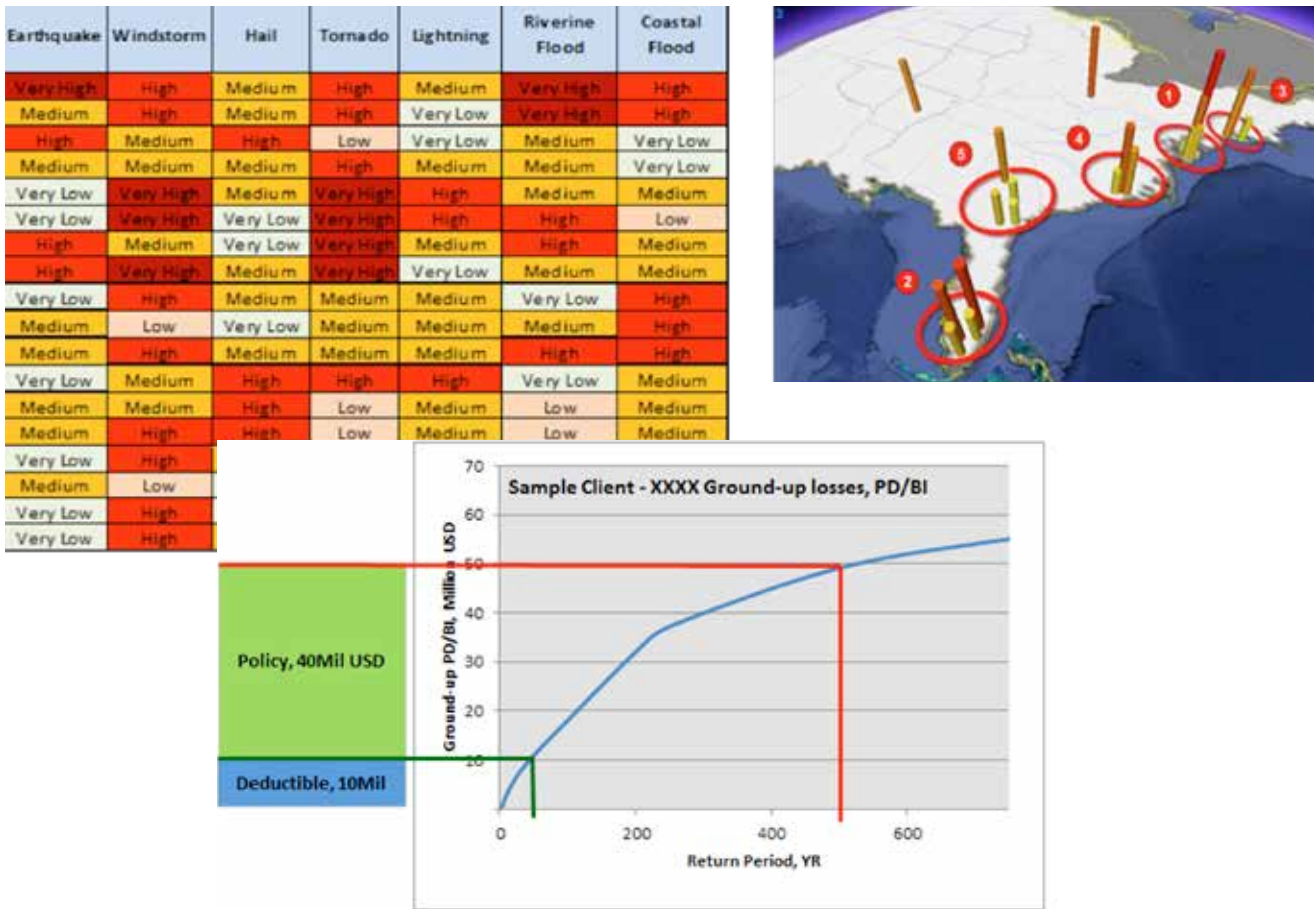 Earthquake Windstorm Hail Tornado Lightning Riverine Flood Coastal Flood
Very High High Medium High Medium Very High High
Medium High Medium High Very Low Very High High
High Medium High Low Very Low Medium Very Low
Medium Medium Medium High Medium Medium Very Low
Very Low Very High Medium Very High High Medium Medium
Very Low Very High Very Low Very High High High Low
High Medium Very Low Very High Medium High Medium
High Very High Medium Very High Very Low Medium Medium
Very Low High Medium Medium Medium Very Low High
Medium Low Very Low Medium Medium Medium High
Medium High Medium Medium Medium High High
Very Low Medium High High High Very Low Medium
Medium Medium High Low Medium Low Medium
Medium High High Low Medium Low Medium
Very Low High
Medium Low
Very Low High
Very Low High
1
3
4
5
2
Sample Client - XXXX Ground-up losses, PD/BI
Ground-up PD/BI, Million USD
70
60
50
40
30
20
10
0 200 400 600
Return Period, YR
Policy, 40Mil USD
Deductible, 10Mil